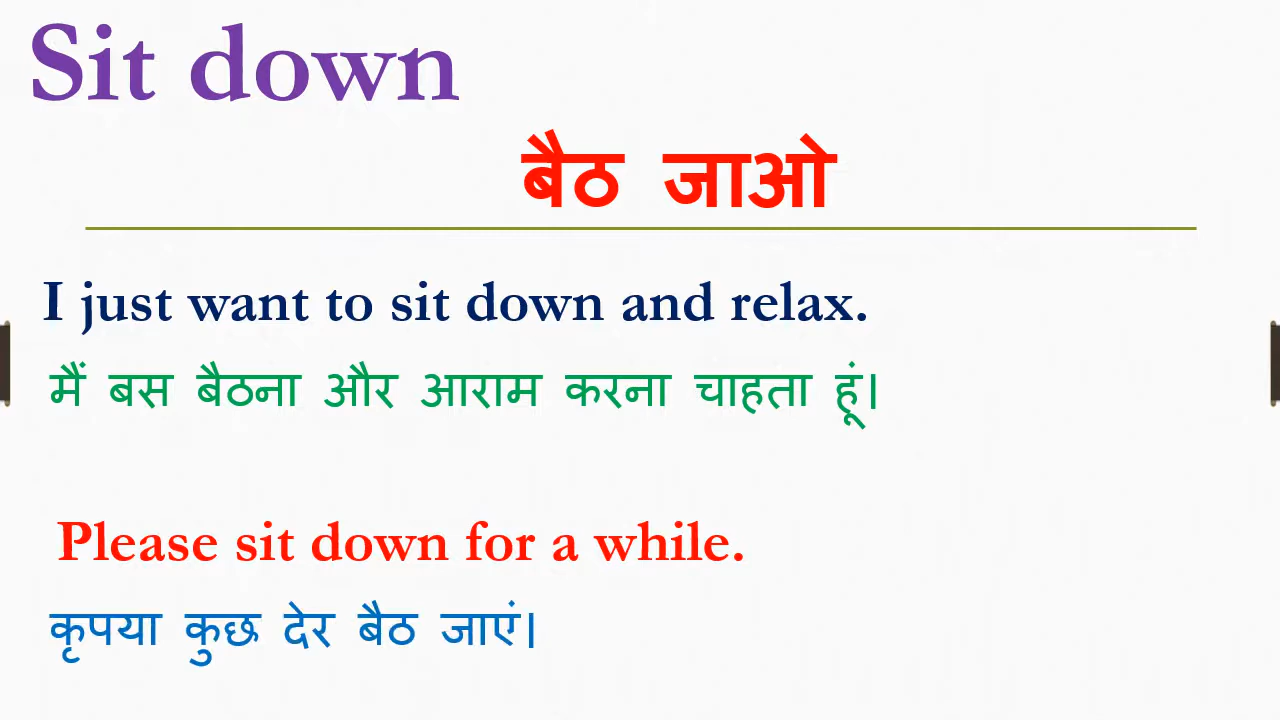 Sit down
बैठ जाओ
I just want to sit down and relax.
मैं बस बैठना और आराम करना चाहता हूं।
Please sit down for a while.
कृपया कुछ देर बैठ जाएं।